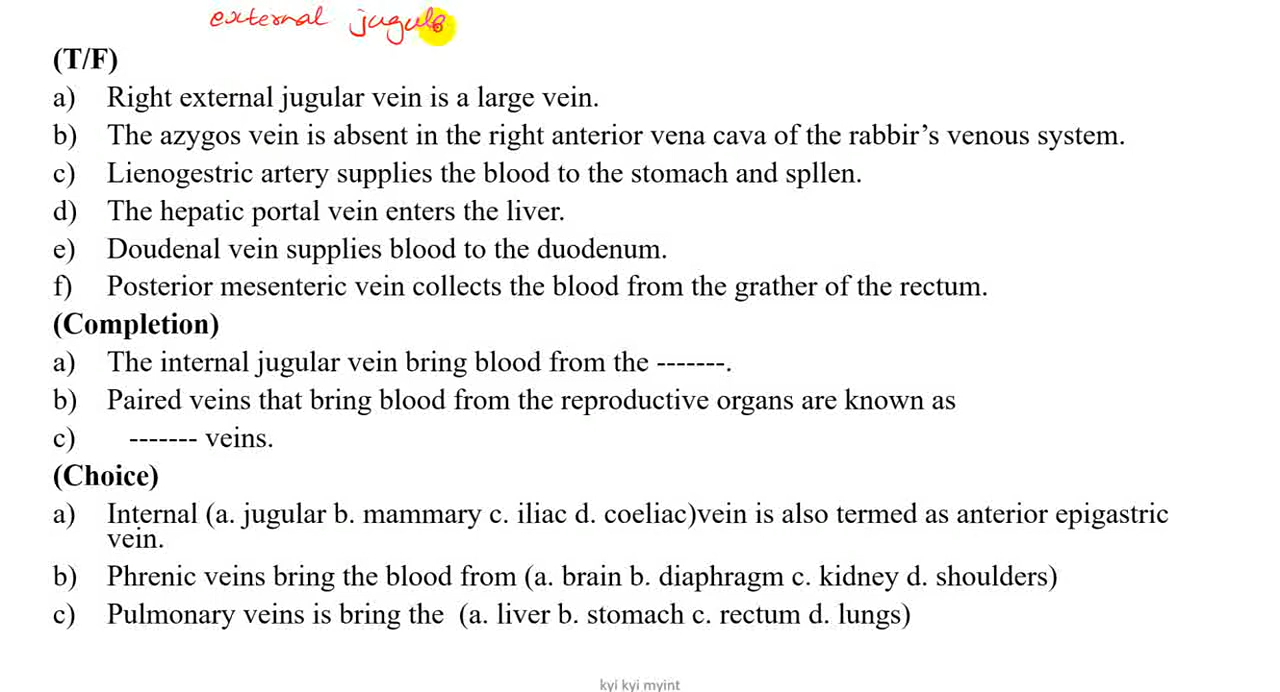 external jugula
(T/F)
a) Right external jugular vein is a large vein.
b) The azygos vein is absent in the right anterior vena cava of the rabbir’s venous system.
c) Lienogestric artery supplies the blood to the stomach and spllen.
d) The hepatic portal vein enters the liver.
e) Doudenal vein supplies blood to the duodenum.
f) Posterior mesenteric vein collects the blood from the grather of the rectum.
(Completion)
a) The internal jugular vein bring blood from the -------.
b) Paired veins that bring blood from the reproductive organs are known as
c) ------- veins.
(Choice)
a) Internal (a. jugular b. mammary c. iliac d. coeliac)vein is also termed as anterior epigastric
vein.
b) Phrenic veins bring the blood from (a. brain b. diaphragm c. kidney d. shoulders)
c) Pulmonary veins is bring the (a. liver b. stomach c. rectum d. lungs)
kyi kyi myint